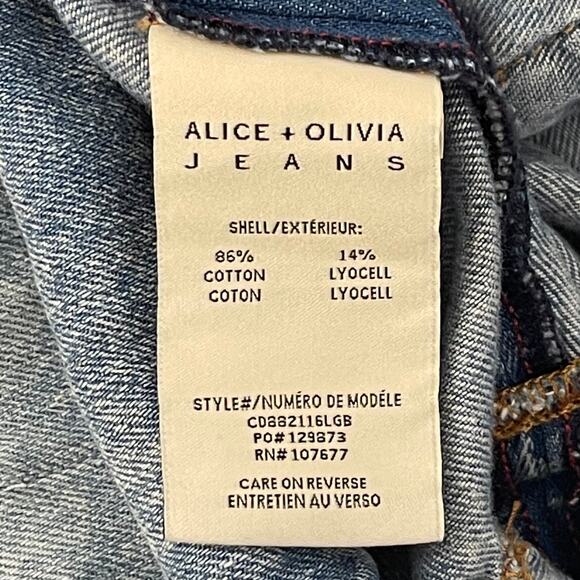 ALICE + OLIVIA
JEANS
SHELL/EXTÉRIEUR:
86% 14%
COTTON LYOCELL
COTON LYOCELL
STYLE#/NUMÉRO DE MODÉLE
CD882116LGB
PO#129873
RN#107677
CARE ON REVERSE
ENTRETIEN AU VERSO